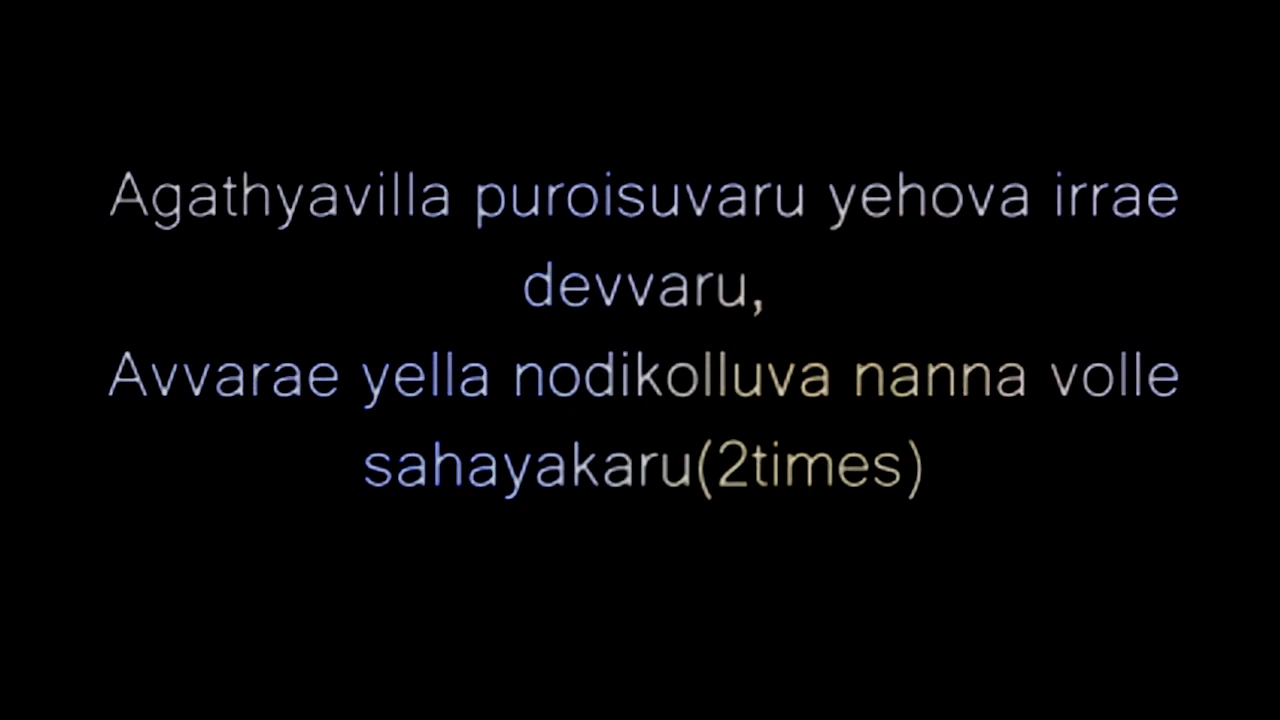 Agathyavilla puroisuvaru yehova irrae
devvaru,
Avvarae yella nodikolluva nanna volle
sahayakaru(2times)